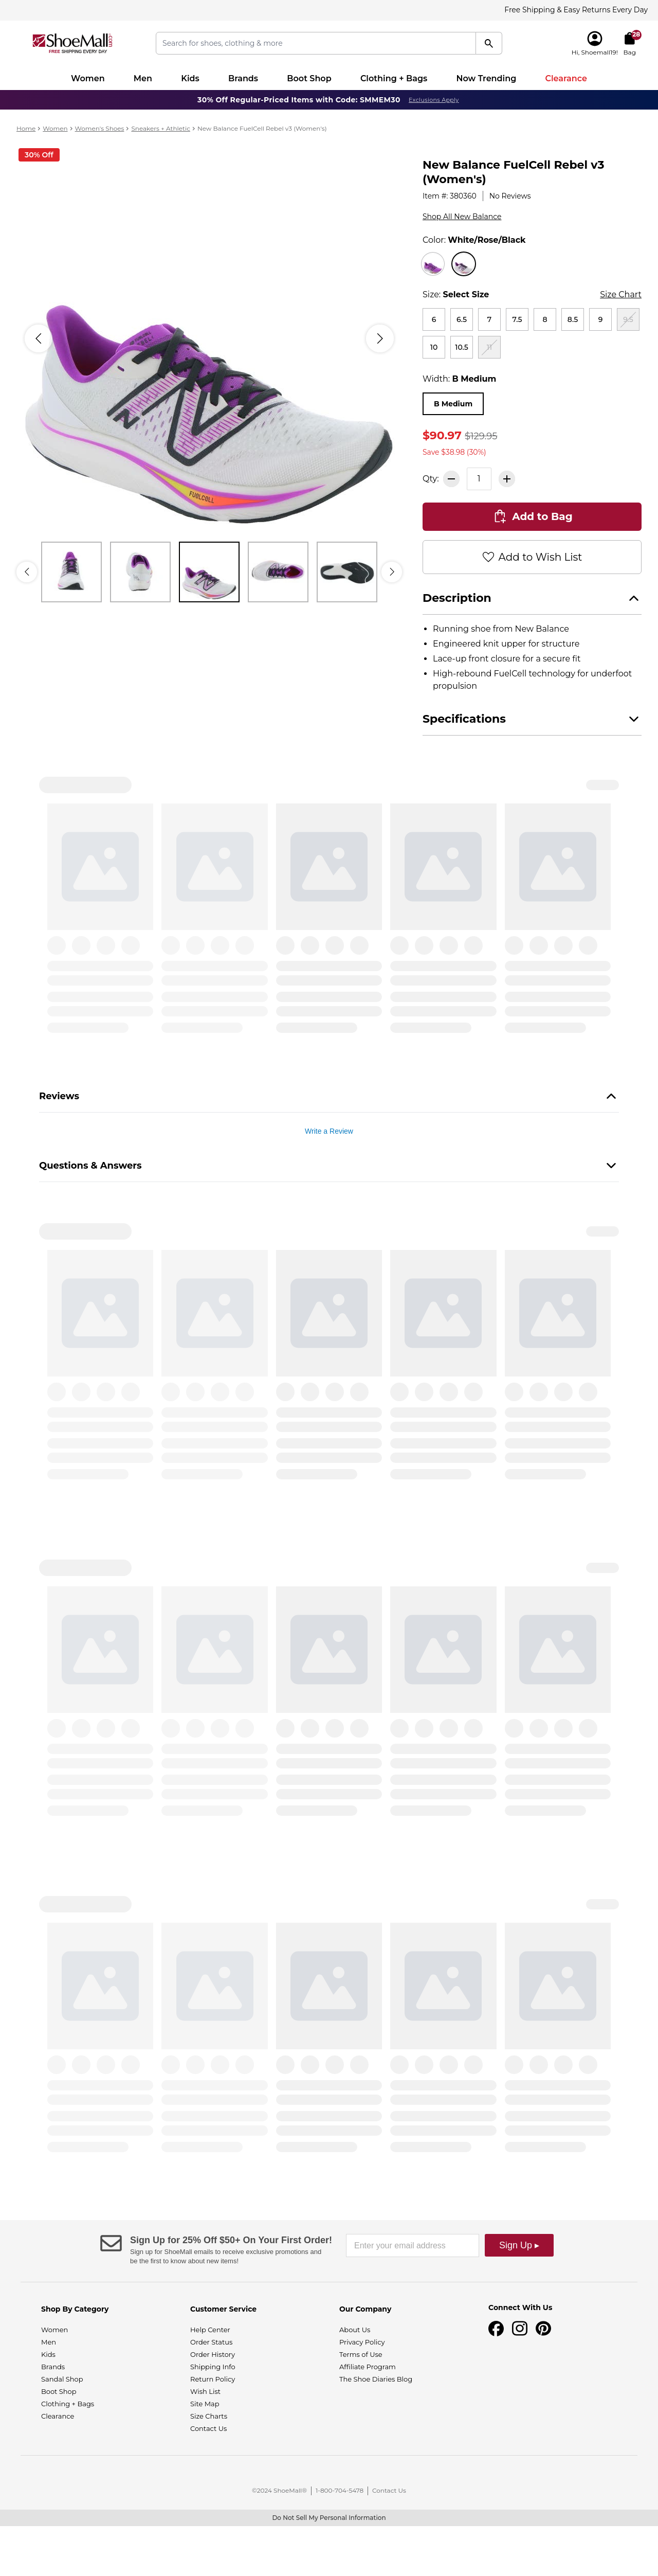 Free Shipping & Easy Returns Every Day
ShoeMall.com
FREE SHIPPING EVERY DAY
Search for shoes, clothing & more
Hi, Shoemall19!
28
Bag
Women
Men
Kids
Brands
Boot Shop
Clothing + Bags
Now Trending
Clearance
30% Off Regular-Priced Items with Code: SMMEM30 Exclusions Apply
Home > Women > Women's Shoes > Sneakers + Athletic > New Balance FuelCell Rebel v3 (Women's)
30% Off
FUELCELL
New Balance FuelCell Rebel v3
(Women's)
Item #: 380360 | No Reviews
Shop All New Balance
Color: White/Rose/Black
Size: Select Size
Size Chart
6 6.5 7 7.5 8 8.5 9 9.5
10 10.5 11
Width: B Medium
B Medium
$90.97 $129.95
Save $38.98 (30%)
Qty: 1
Add to Bag
Add to Wish List
Description
• Running shoe from New Balance
• Engineered knit upper for structure
• Lace-up front closure for a secure fit
• High-rebound FuelCell technology for underfoot
propulsion
Specifications
Reviews
Write a Review
Questions & Answers
Sign Up for 25% Off $50+ On Your First Order!
Sign up for ShoeMall emails to receive exclusive promotions and
be the first to know about new items!
Enter your email address
Sign Up ▸
Shop By Category
Women
Men
Kids
Brands
Sandal Shop
Boot Shop
Clothing + Bags
Clearance
Customer Service
Help Center
Order Status
Order History
Shipping Info
Return Policy
Wish List
Site Map
Size Charts
Contact Us
Our Company
About Us
Privacy Policy
Terms of Use
Affiliate Program
The Shoe Diaries Blog
Connect With Us
©2024 ShoeMall® | 1-800-704-5478 | Contact Us
Do Not Sell My Personal Information